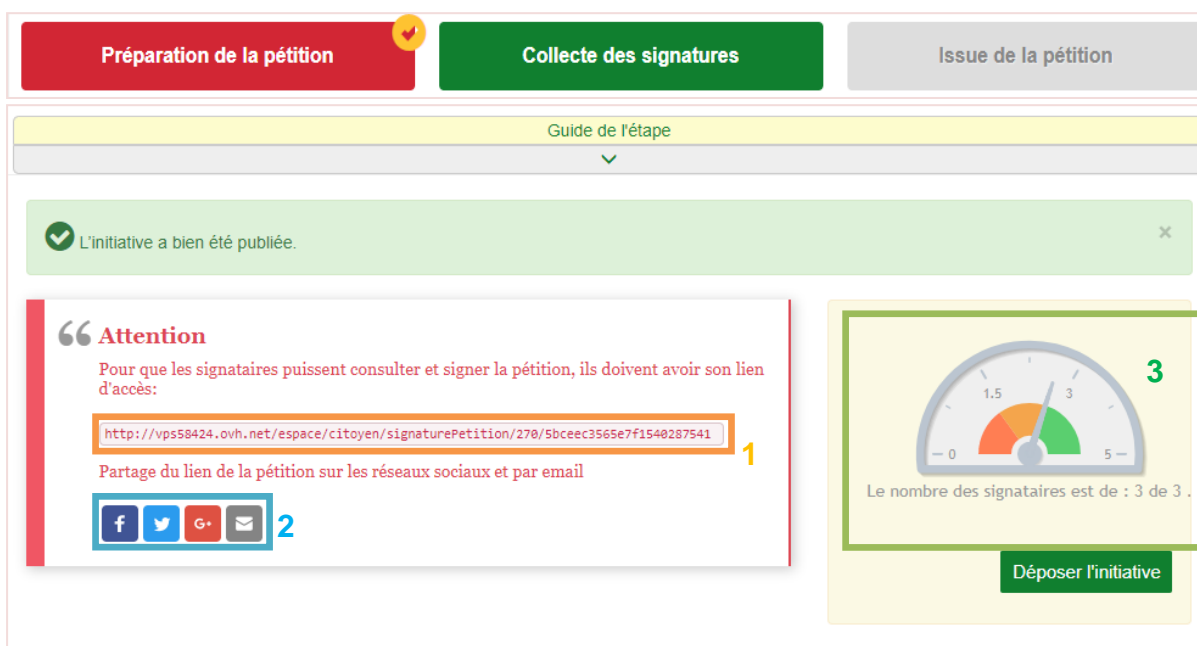 Préparation de la pétition
Collecte des signatures
Issue de la pétition
Guide de l'étape
L'initiative a bien été publiée.
×
Attention
Pour que les signataires puissent consulter et signer la pétition, ils doivent avoir son lien
d'accès:
http://vps58424.ovh.net/espace/citoyen/signaturePetition/270/5bceec3565e7f1540287541
1
Partage du lien de la pétition sur les réseaux sociaux et par email
f
G+
2
3
1.5
3
0
5
Le nombre des signataires est de : 3 de 3 .
Déposer l'initiative